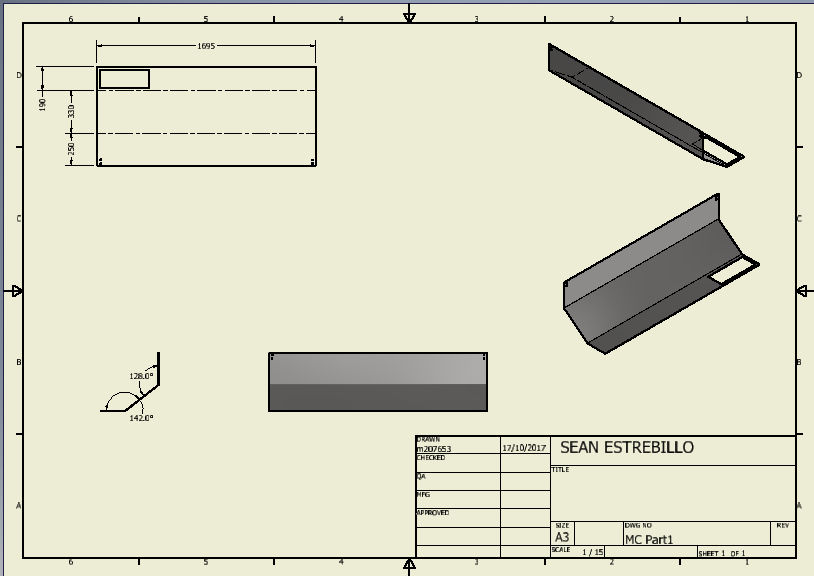 6 5 4 3 2 1
1695
D D
190
330
250
C C
B B
128.0°
142.0°
DRAWN
m207653 17/10/2017
SEAN ESTREBILLO
CHECKED
TITLE
QA
MFG
APPROVED
A A
SIZE DWG NO REV
A3 MC Part1
SCALE 1 / 15 SHEET 1 OF 1
6 5 4 3 2 1